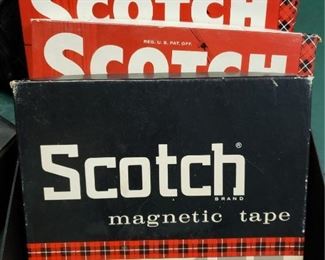 SCOTCH
REG. U.S. PAT. OFF.
SCOTCH
Scotch®
BRAND
magnetic tape